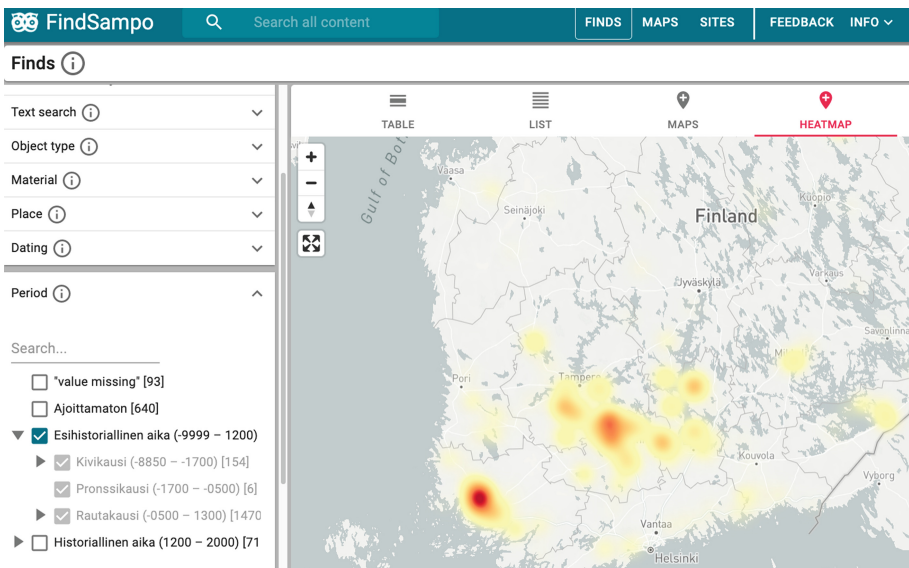 FindSampo
Search all content
FINDS MAPS SITES FEEDBACK INFO
Finds
Text search
Object type
Material
Place
Dating
Period
Search...
"value missing" [93]
Ajoittamaton [640]
Esihistoriallinen aika (-9999 – 1200)
Kivikausi (-8850 – -1700) [154]
Pronssikausi (-1700 – -0500) [6]
Rautakausi (-0500 – 1300) [1470
Historiallinen aika (1200 – 2000) [71
TABLE LIST MAPS HEATMAP
Gulf of Bot
Vaasa
Seinäjoki
Finland
Kuopio
Jyväskylä
Varkaus
Savonlinna
Pori
Tampere
Kouvola
Vyborg
Vantaa
Helsinki